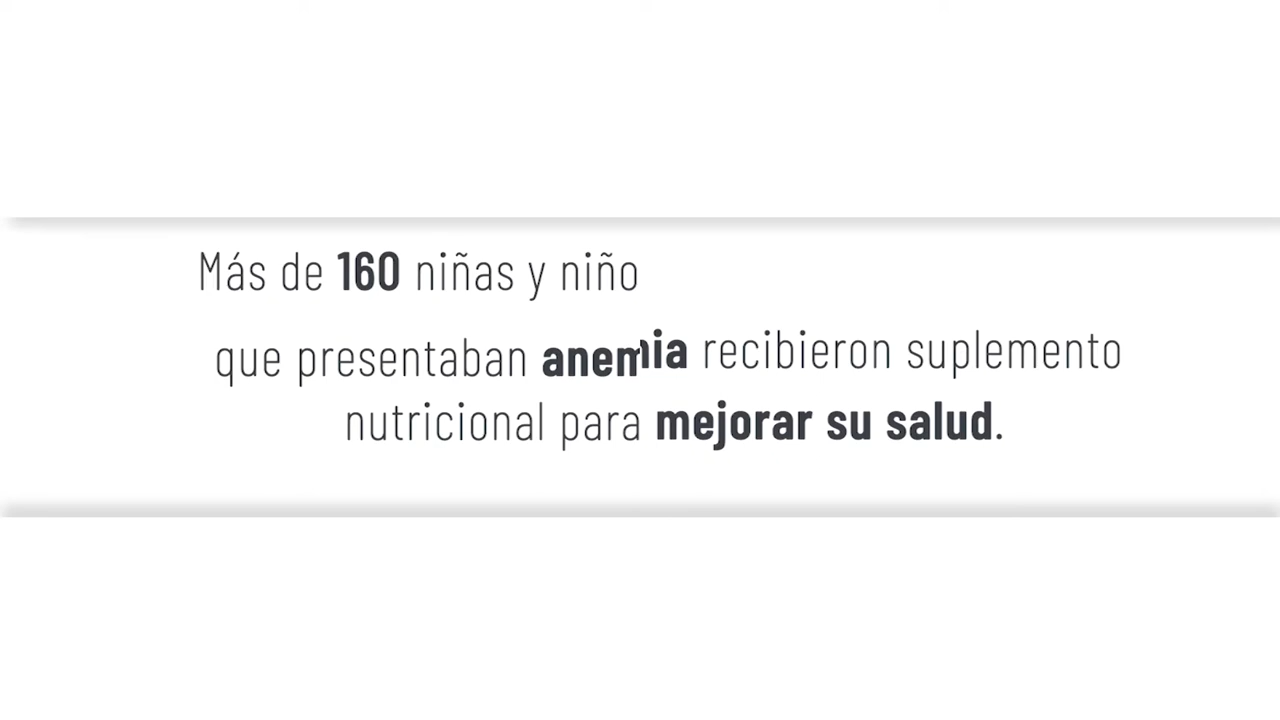 Más de 160 niñas y niño
que presentaban anemia recibieron suplemento
nutricional para mejorar su salud.